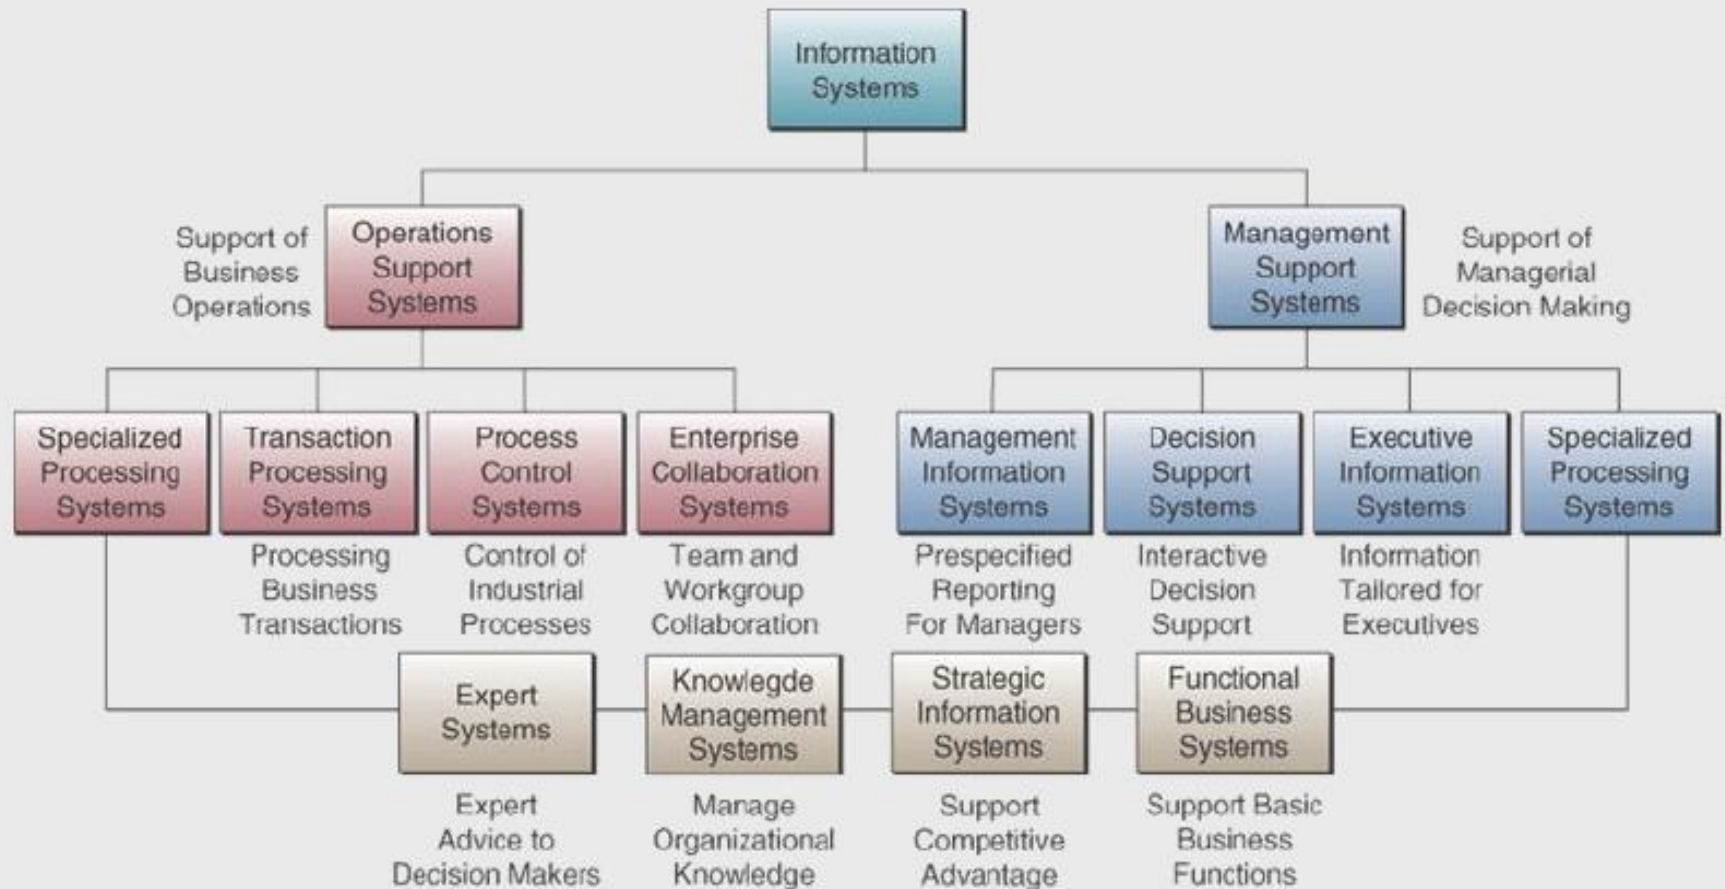 Information
Systems
Support of
Business
Operations
Operations
Support
Systems
Management
Support
Systems
Support of
Managerial
Decision Making
Specialized
Processing
Systems
Transaction
Processing
Systems
Process
Control
Systems
Enterprise
Collaboration
Systems
Management
Information
Systems
Decision
Support
Systems
Executive
Information
Systems
Specialized
Processing
Systems
Processing
Business
Transactions
Control of
Industrial
Processes
Team and
Workgroup
Collaboration
Prespecified
Reporting
For Managers
Interactive
Decision
Support
Information
Tailored for
Executives
Expert
Systems
Knowlegde
Management
Systems
Strategic
Information
Systems
Functional
Business
Systems
Expert
Advice to
Decision Makers
Manage
Organizational
Knowledge
Support
Competitive
Advantage
Support Basic
Business
Functions